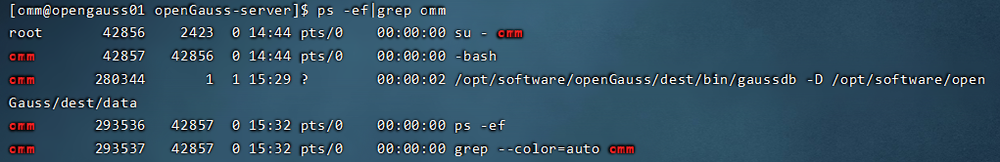 [omm@opengauss01 openGauss-server]$ ps -ef|grep omm
root       42856    2423  0 14:44 pts/0    00:00:00 su - omm
omm        42857   42856  0 14:44 pts/0    00:00:00 -bash
omm       280344       1  1 15:29 ?        00:00:02 /opt/software/openGauss/dest/bin/gaussdb -D /opt/software/open
Gauss/dest/data
omm       293536   42857  0 15:32 pts/0    00:00:00 ps -ef
omm       293537   42857  0 15:32 pts/0    00:00:00 grep --color=auto omm